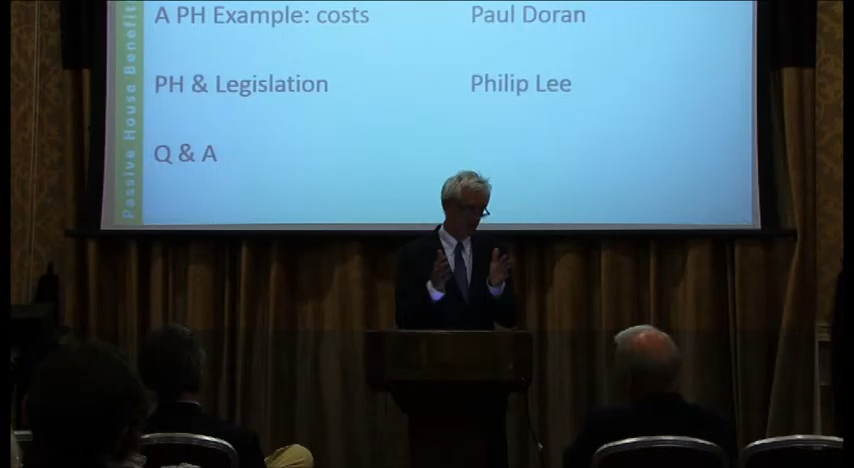 A PH Example: costs Paul Doran
PH & Legislation Philip Lee
Q & A
Passive House Benefits